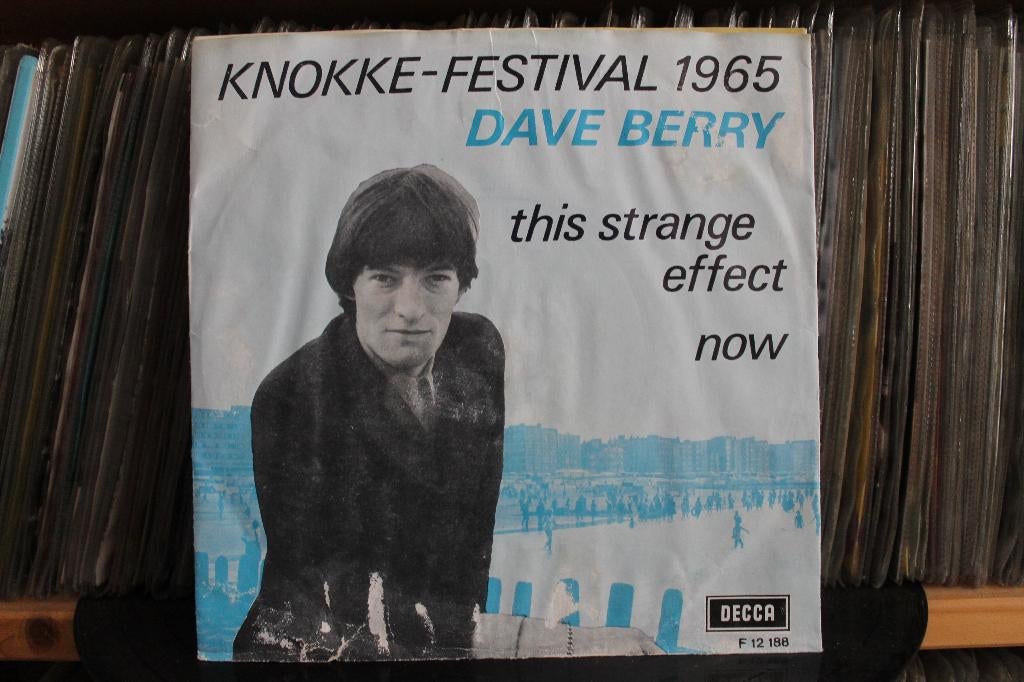 KNOKKE-FESTIVAL 1965
DAVE BERRY
this strange
effect
now
DECCA
F 12 188